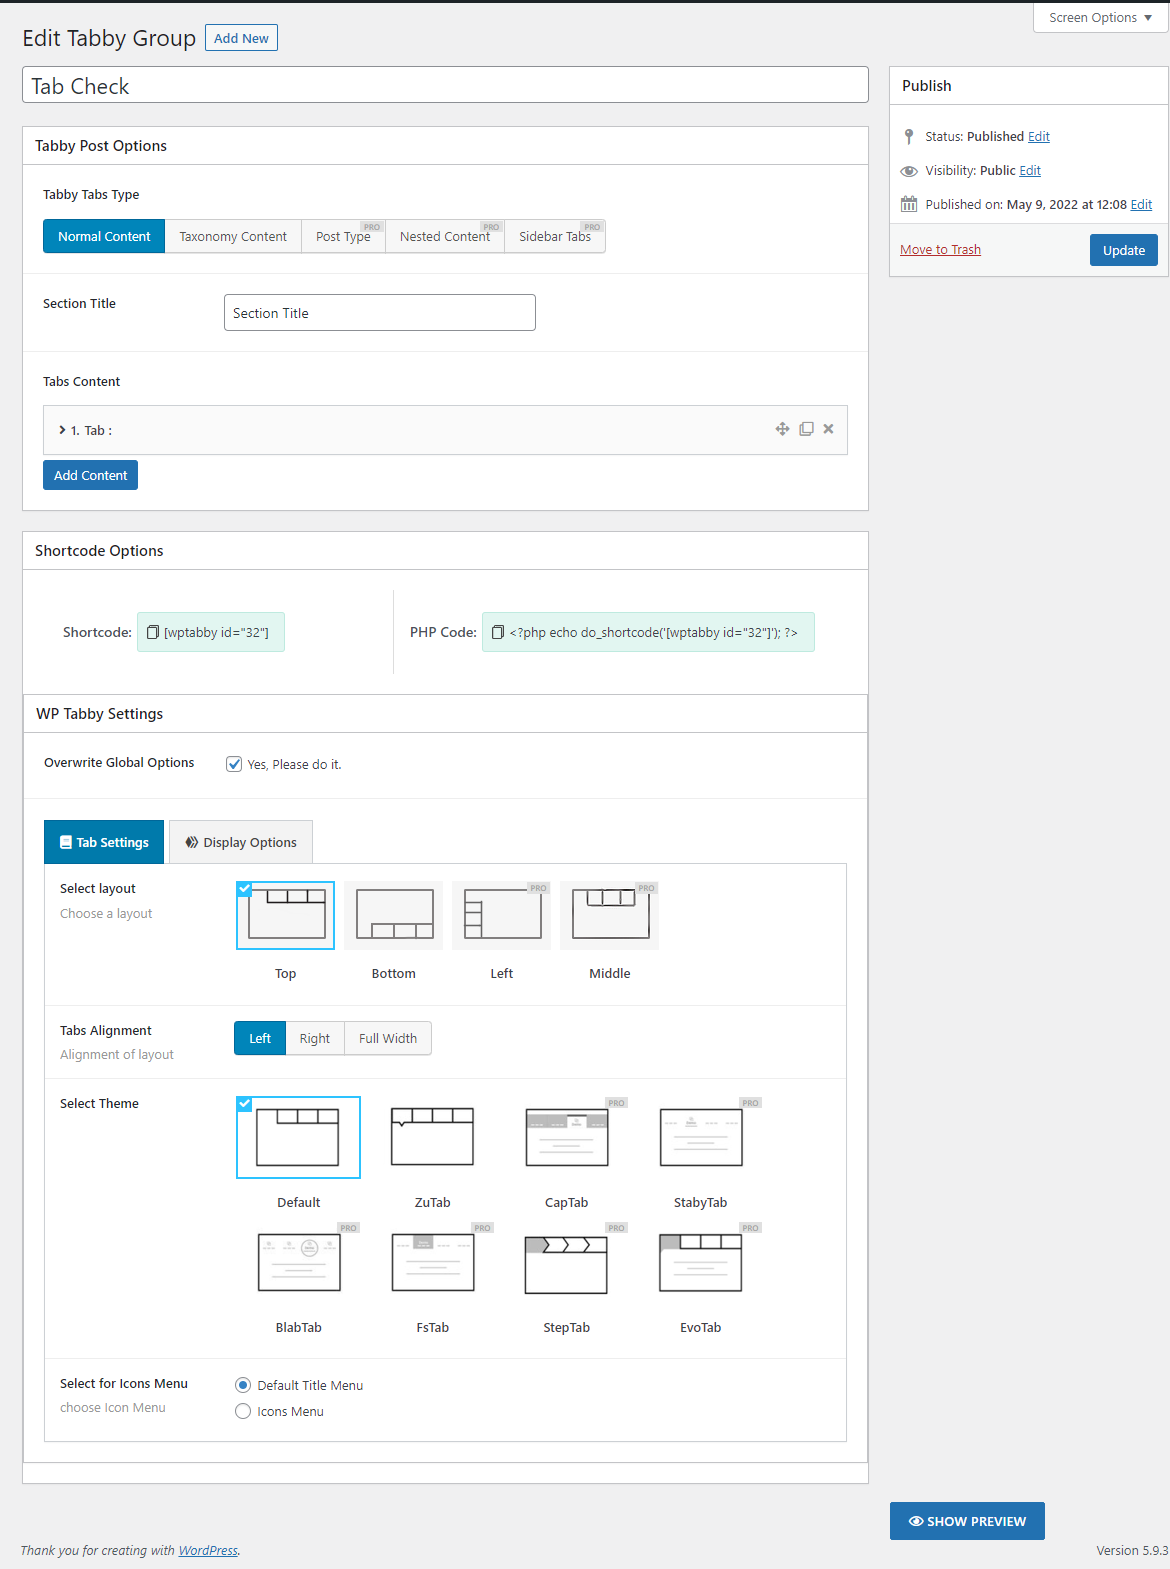 Screen Options
Edit Tabby Group Add New
Tab Check
Publish
Status: Published Edit
Visibility: Public Edit
Published on: May 9, 2022 at 12:08 Edit
Move to Trash Update
Tabby Post Options
Tabby Tabs Type
Normal Content Taxonomy Content Post Type PRO Nested Content PRO Sidebar Tabs PRO
Section Title Section Title
Tabs Content
1. Tab :
Add Content
Shortcode Options
Shortcode: [wptabby id="32"] PHP Code: <?php echo do_shortcode('[wptabby id="32"]'); ?>
WP Tabby Settings
Overwrite Global Options Yes, Please do it.
Tab Settings Display Options
Select layout PRO PRO
Choose a layout
Top Bottom Left Middle
Tabs Alignment Left Right Full Width
Alignment of layout
Select Theme PRO PRO
Default ZuTab CapTab StabyTab
PRO PRO PRO PRO
BlabTab FsTab StepTab EvoTab
Select for Icons Menu Default Title Menu
choose Icon Menu Icons Menu
SHOW PREVIEW
Thank you for creating with WordPress. Version 5.9.3